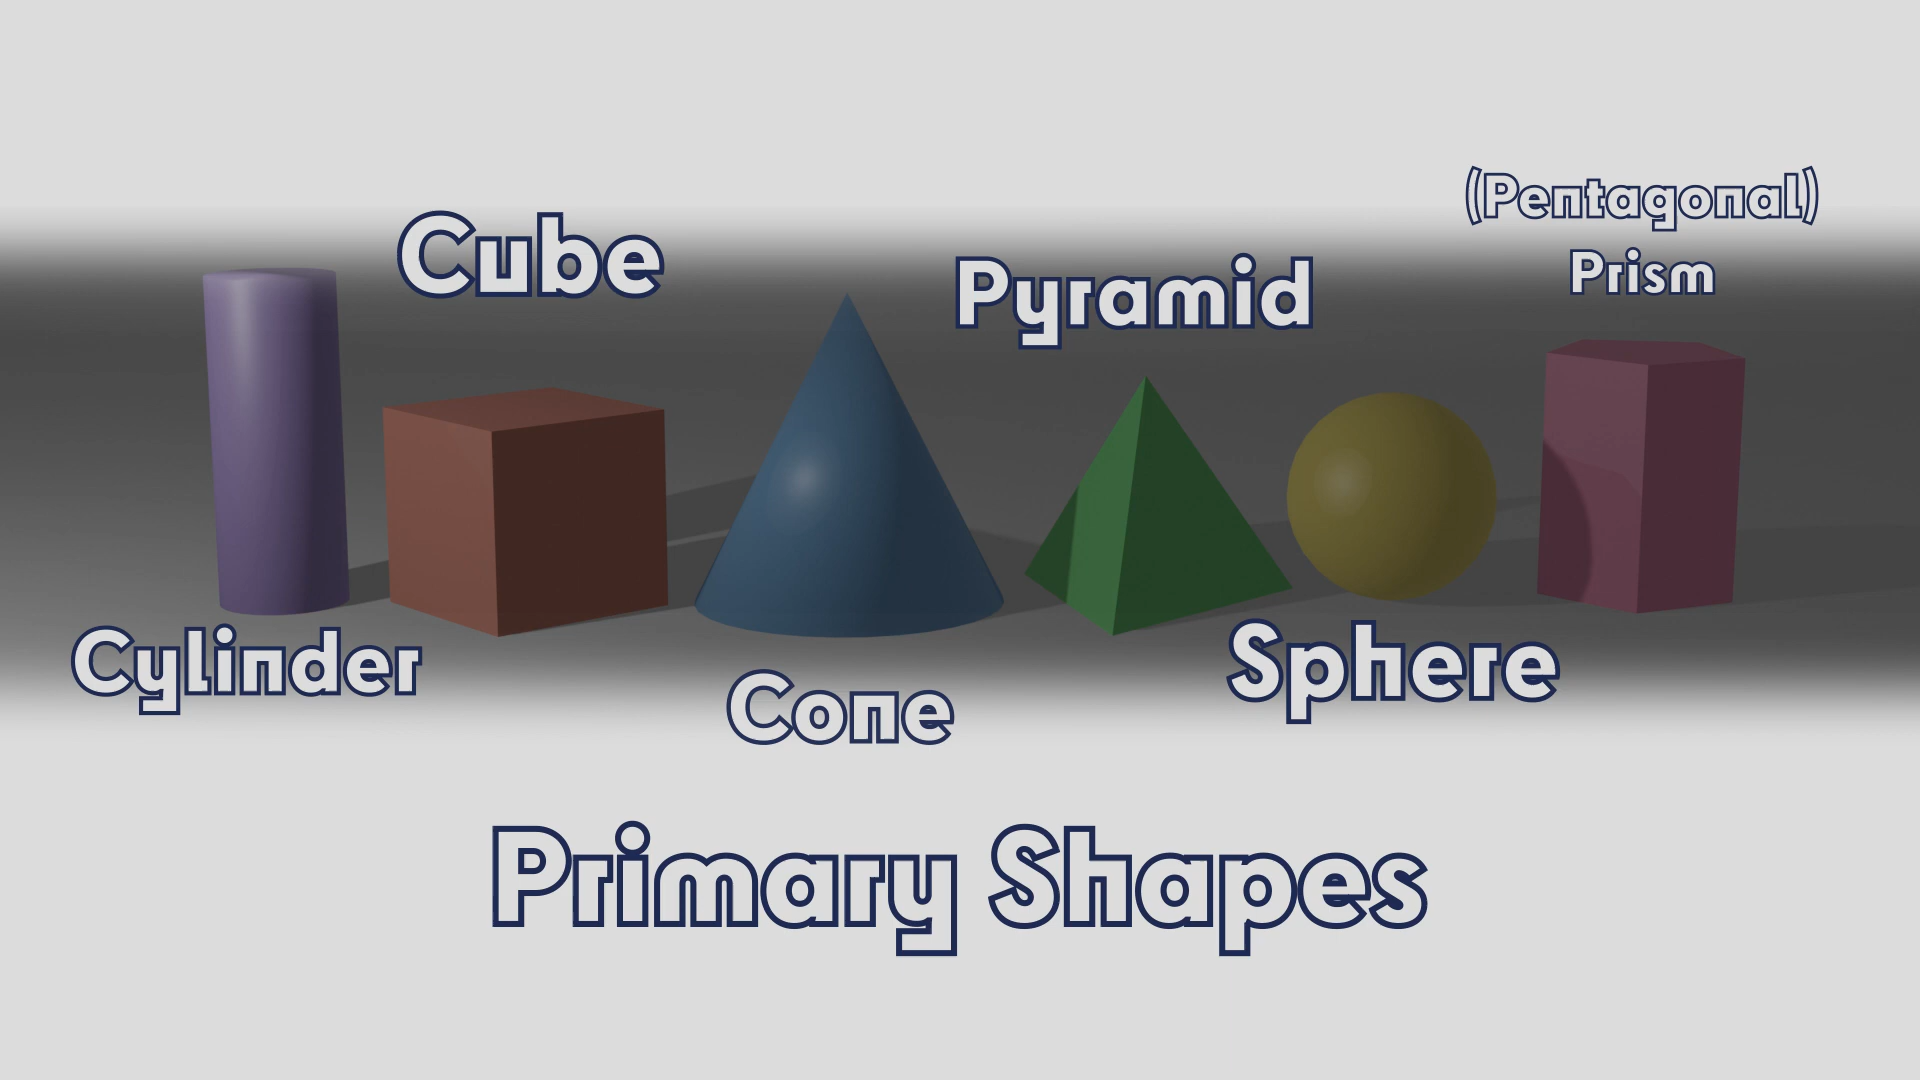 (Pentagonal)
Prism
Cube
Pyramid
Cylinder
Cone
Sphere
Primary Shapes